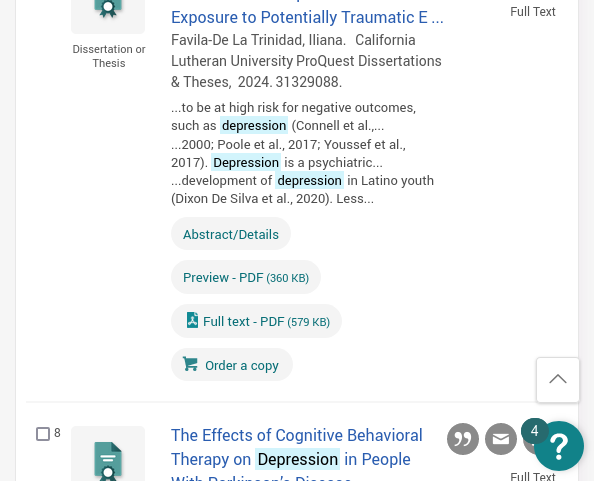 Exposure to Potentially Traumatic E ...
Full Text
Dissertation or
Thesis
Favila-De La Trinidad, Iliana.   California
Lutheran University ProQuest Dissertations
& Theses,  2024. 31329088.
...to be at high risk for negative outcomes,
such as depression (Connell et al.,...
...2000; Poole et al., 2017; Youssef et al.,
2017). Depression is a psychiatric...
...development of depression in Latino youth
(Dixon De Silva et al., 2020). Less...
Abstract/Details
Preview - PDF (360 KB)
Full text - PDF (579 KB)
Order a copy
8
The Effects of Cognitive Behavioral
Therapy on Depression in People
With Parkinson's Disease
4
?
Full Text